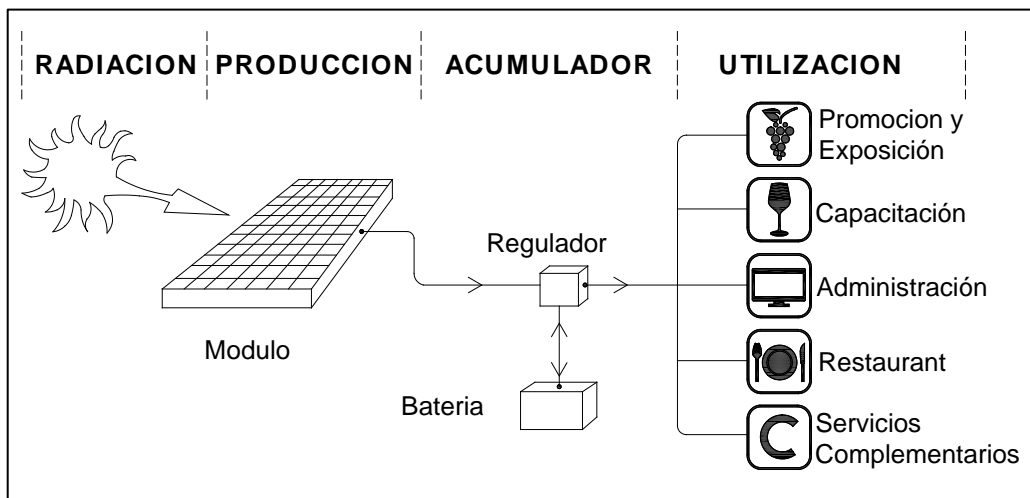 RADIACION
PRODUCCION
ACUMULADOR
UTILIZACION
Promocion y
Exposición
Capacitación
Regulador
Administración
Modulo
Restaurant
Bateria
Servicios
Complementarios